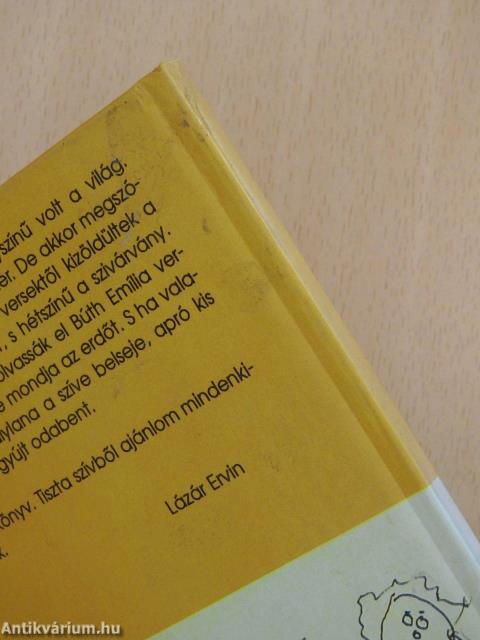 színű volt a világ.
er. De akkor megszó-
versektől kizöldültek a
, s hétszínű a szivárvány.
olvassák el Búth Emília ver-
e mondja az erdőt. S ha vala-
ylana a szíve belseje, apró kis
gyújt odabent.
könyv. Tiszta szívből ajánlom mindenki-
k.
Lázár Ervin
Antikvárium.hu